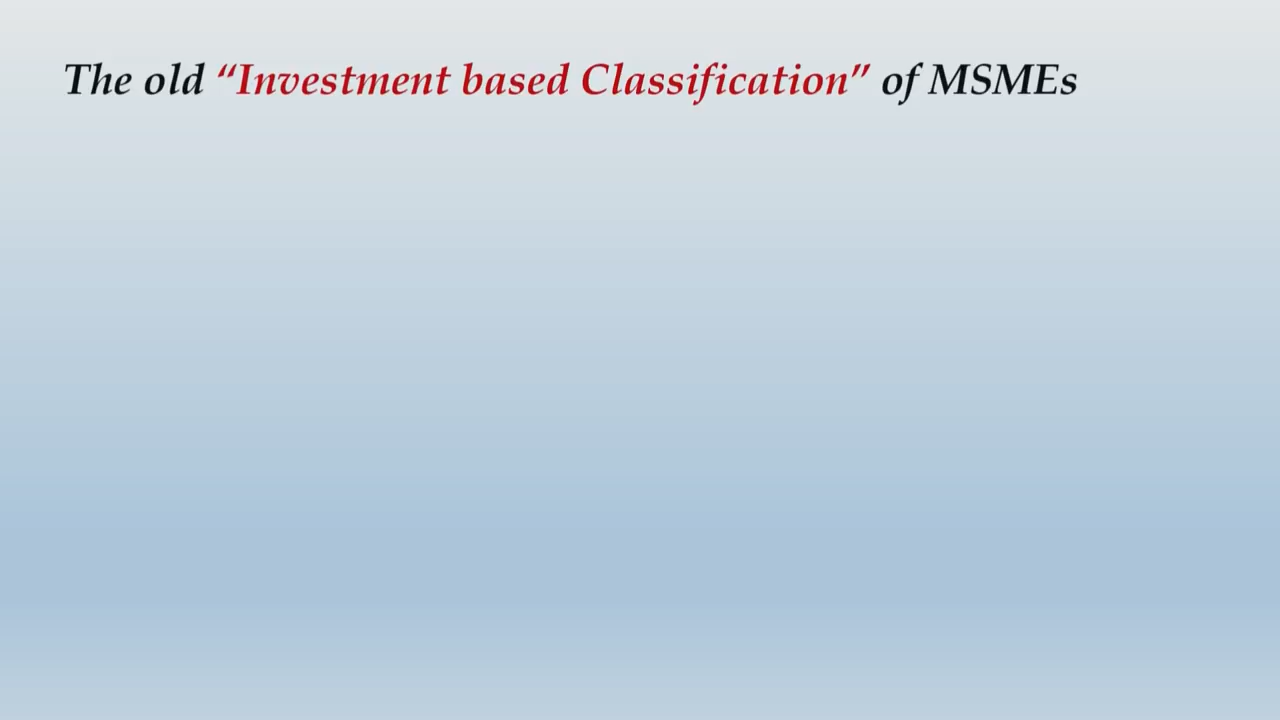 The old “Investment based Classification” of MSMEs